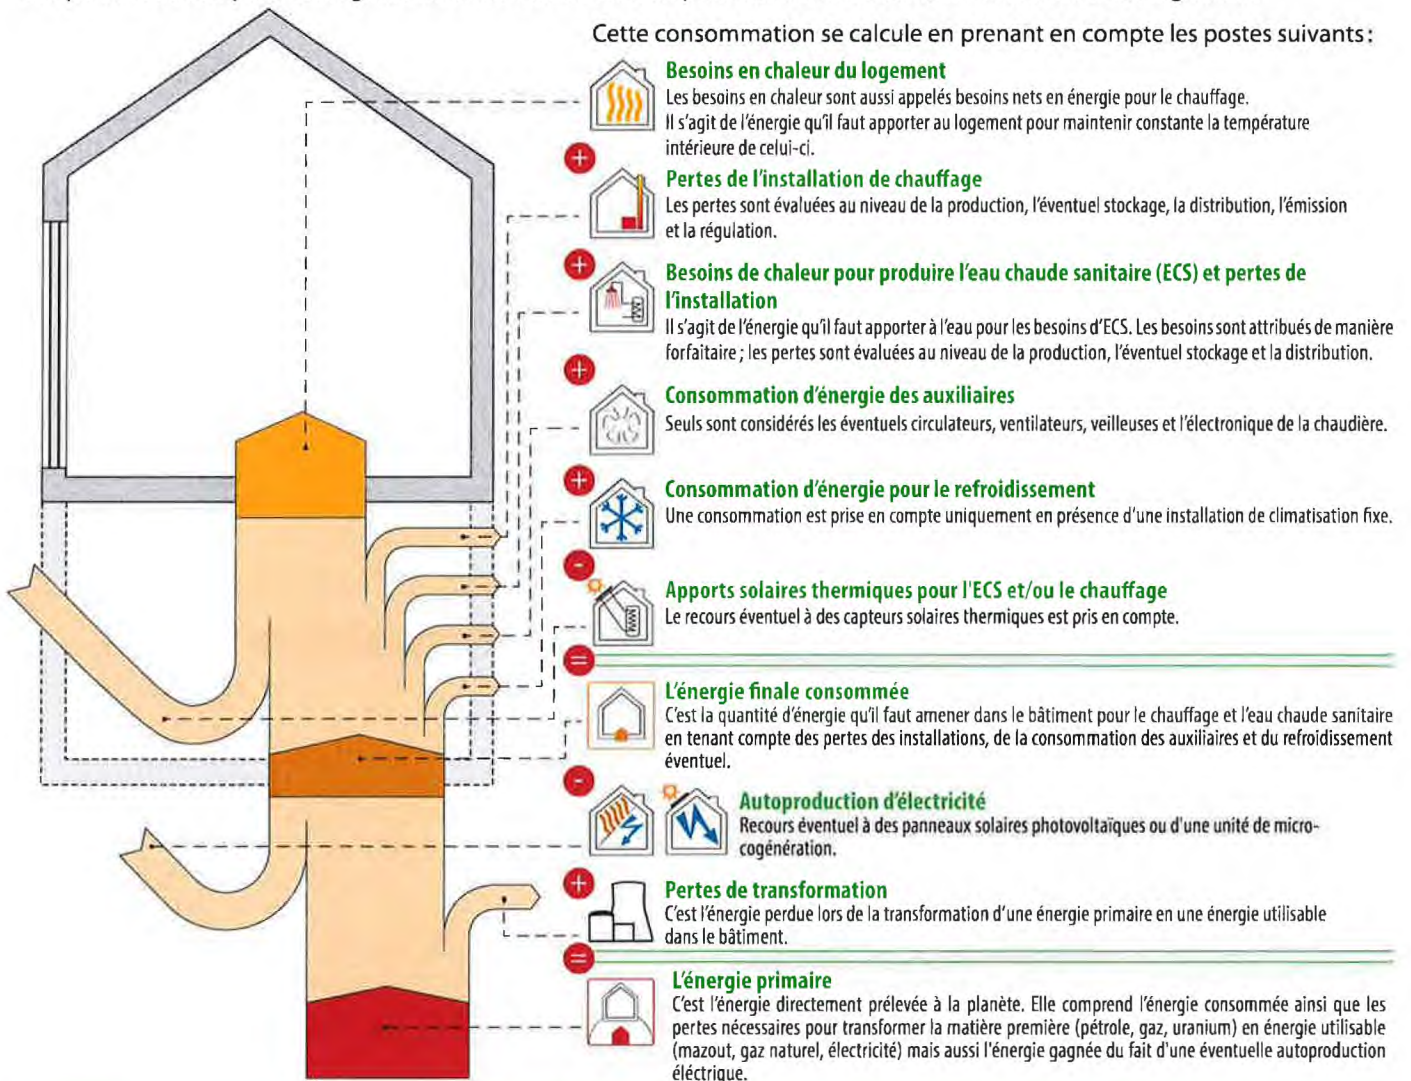 Cette consommation se calcule en prenant en compte les postes suivants :
Besoins en chaleur du logement
Les besoins en chaleur sont aussi appelés besoins nets en énergie pour le chauffage.
Il s'agit de l'énergie qu'il faut apporter au logement pour maintenir constante la température
intérieure de celui-ci.
+
Pertes de l'installation de chauffage
Les pertes sont évaluées au niveau de la production, l'éventuel stockage, la distribution, l'émission
et la régulation.
+
Besoins de chaleur pour produire l'eau chaude sanitaire (ECS) et pertes de
l'installation
Il s'agit de l'énergie qu'il faut apporter à l'eau pour les besoins d'ECS. Les besoins sont attribués de manière
forfaitaire ; les pertes sont évaluées au niveau de la production, l'éventuel stockage et la distribution.
+
Consommation d'énergie des auxiliaires
Seuls sont considérés les éventuels circulateurs, ventilateurs, veilleuses et l'électronique de la chaudière.
+
Consommation d'énergie pour le refroidissement
Une consommation est prise en compte uniquement en présence d'une installation de climatisation fixe.
-
Apports solaires thermiques pour l'ECS et/ou le chauffage
Le recours éventuel à des capteurs solaires thermiques est pris en compte.
=
L'énergie finale consommée
C'est la quantité d'énergie qu'il faut amener dans le bâtiment pour le chauffage et l'eau chaude sanitaire
en tenant compte des pertes des installations, de la consommation des auxiliaires et du refroidissement
éventuel.
-
Autoproduction d'électricité
Recours éventuel à des panneaux solaires photovoltaïques ou d'une unité de micro-
cogénération.
+
Pertes de transformation
C'est l'énergie perdue lors de la transformation d'une énergie primaire en une énergie utilisable
dans le bâtiment.
=
L'énergie primaire
C'est l'énergie directement prélevée à la planète. Elle comprend l'énergie consommée ainsi que les
pertes nécessaires pour transformer la matière première (pétrole, gaz, uranium) en énergie utilisable
(mazout, gaz naturel, électricité) mais aussi l'énergie gagnée du fait d'une éventuelle autoproduction
éléctrique.